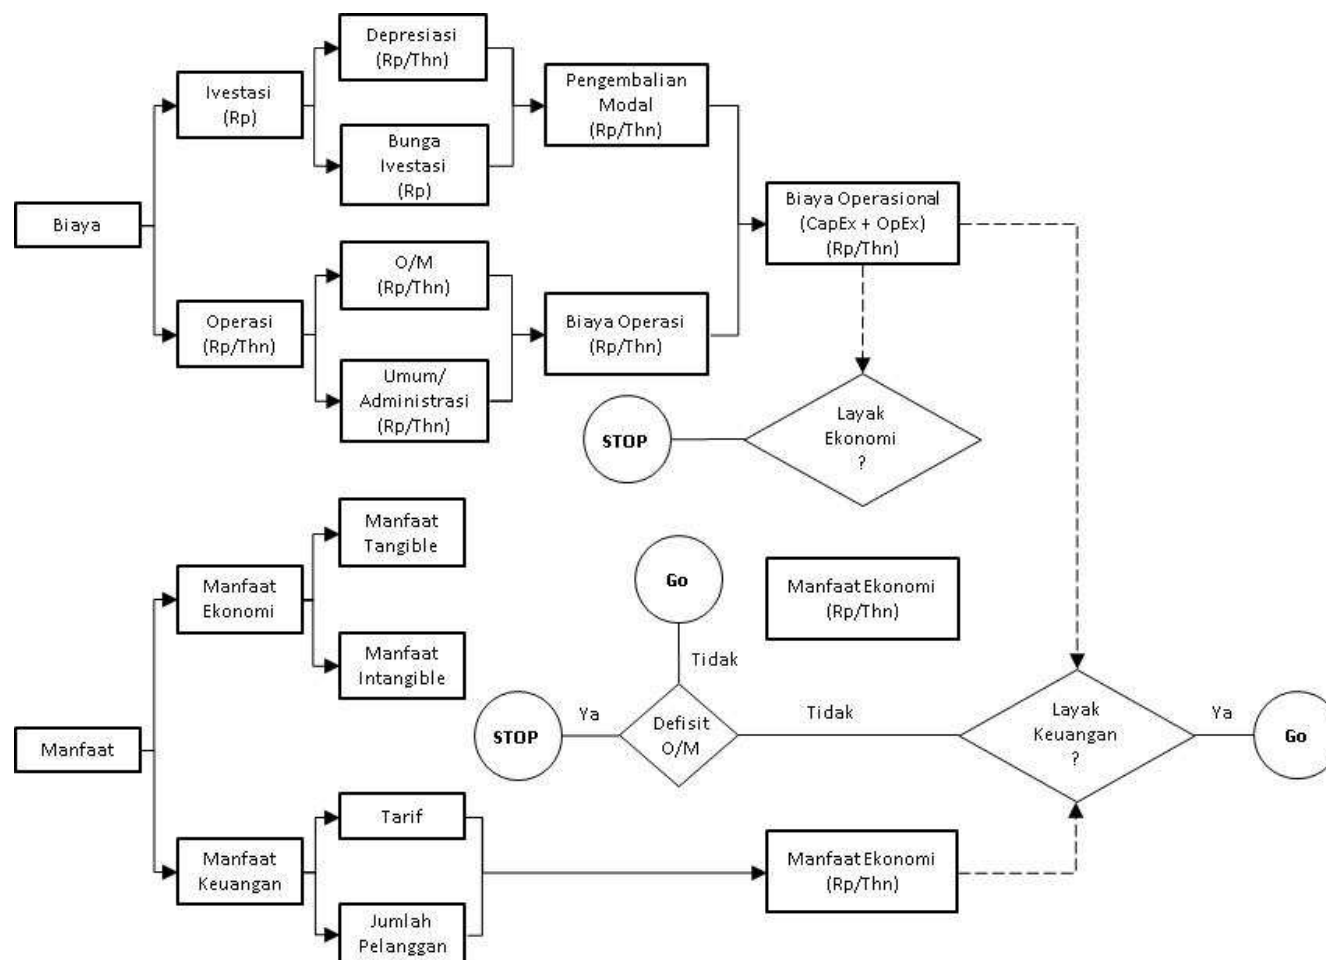 Depresiasi
(Rp/Thn)
Ivestasi
(Rp)
Pengembalian
Modal
(Rp/Thn)
Bunga
Ivestasi
(Rp)
Biaya
Biaya Operasional
(CapEx + OpEx)
(Rp/Thn)
O/M
(Rp/Thn)
Operasi
(Rp/Thn)
Biaya Operasi
(Rp/Thn)
Umum/
Administrasi
(Rp/Thn)
STOP
Layak
Ekonomi
?
Manfaat
Tangible
Manfaat
Ekonomi
Go
Manfaat Ekonomi
(Rp/Thn)
Manfaat
Intangible
Tidak
Manfaat
STOP
Ya
Defisit
O/M
Tidak
Layak
Keuangan
?
Ya
Go
Tarif
Manfaat
Keuangan
Manfaat Ekonomi
(Rp/Thn)
Jumlah
Pelanggan